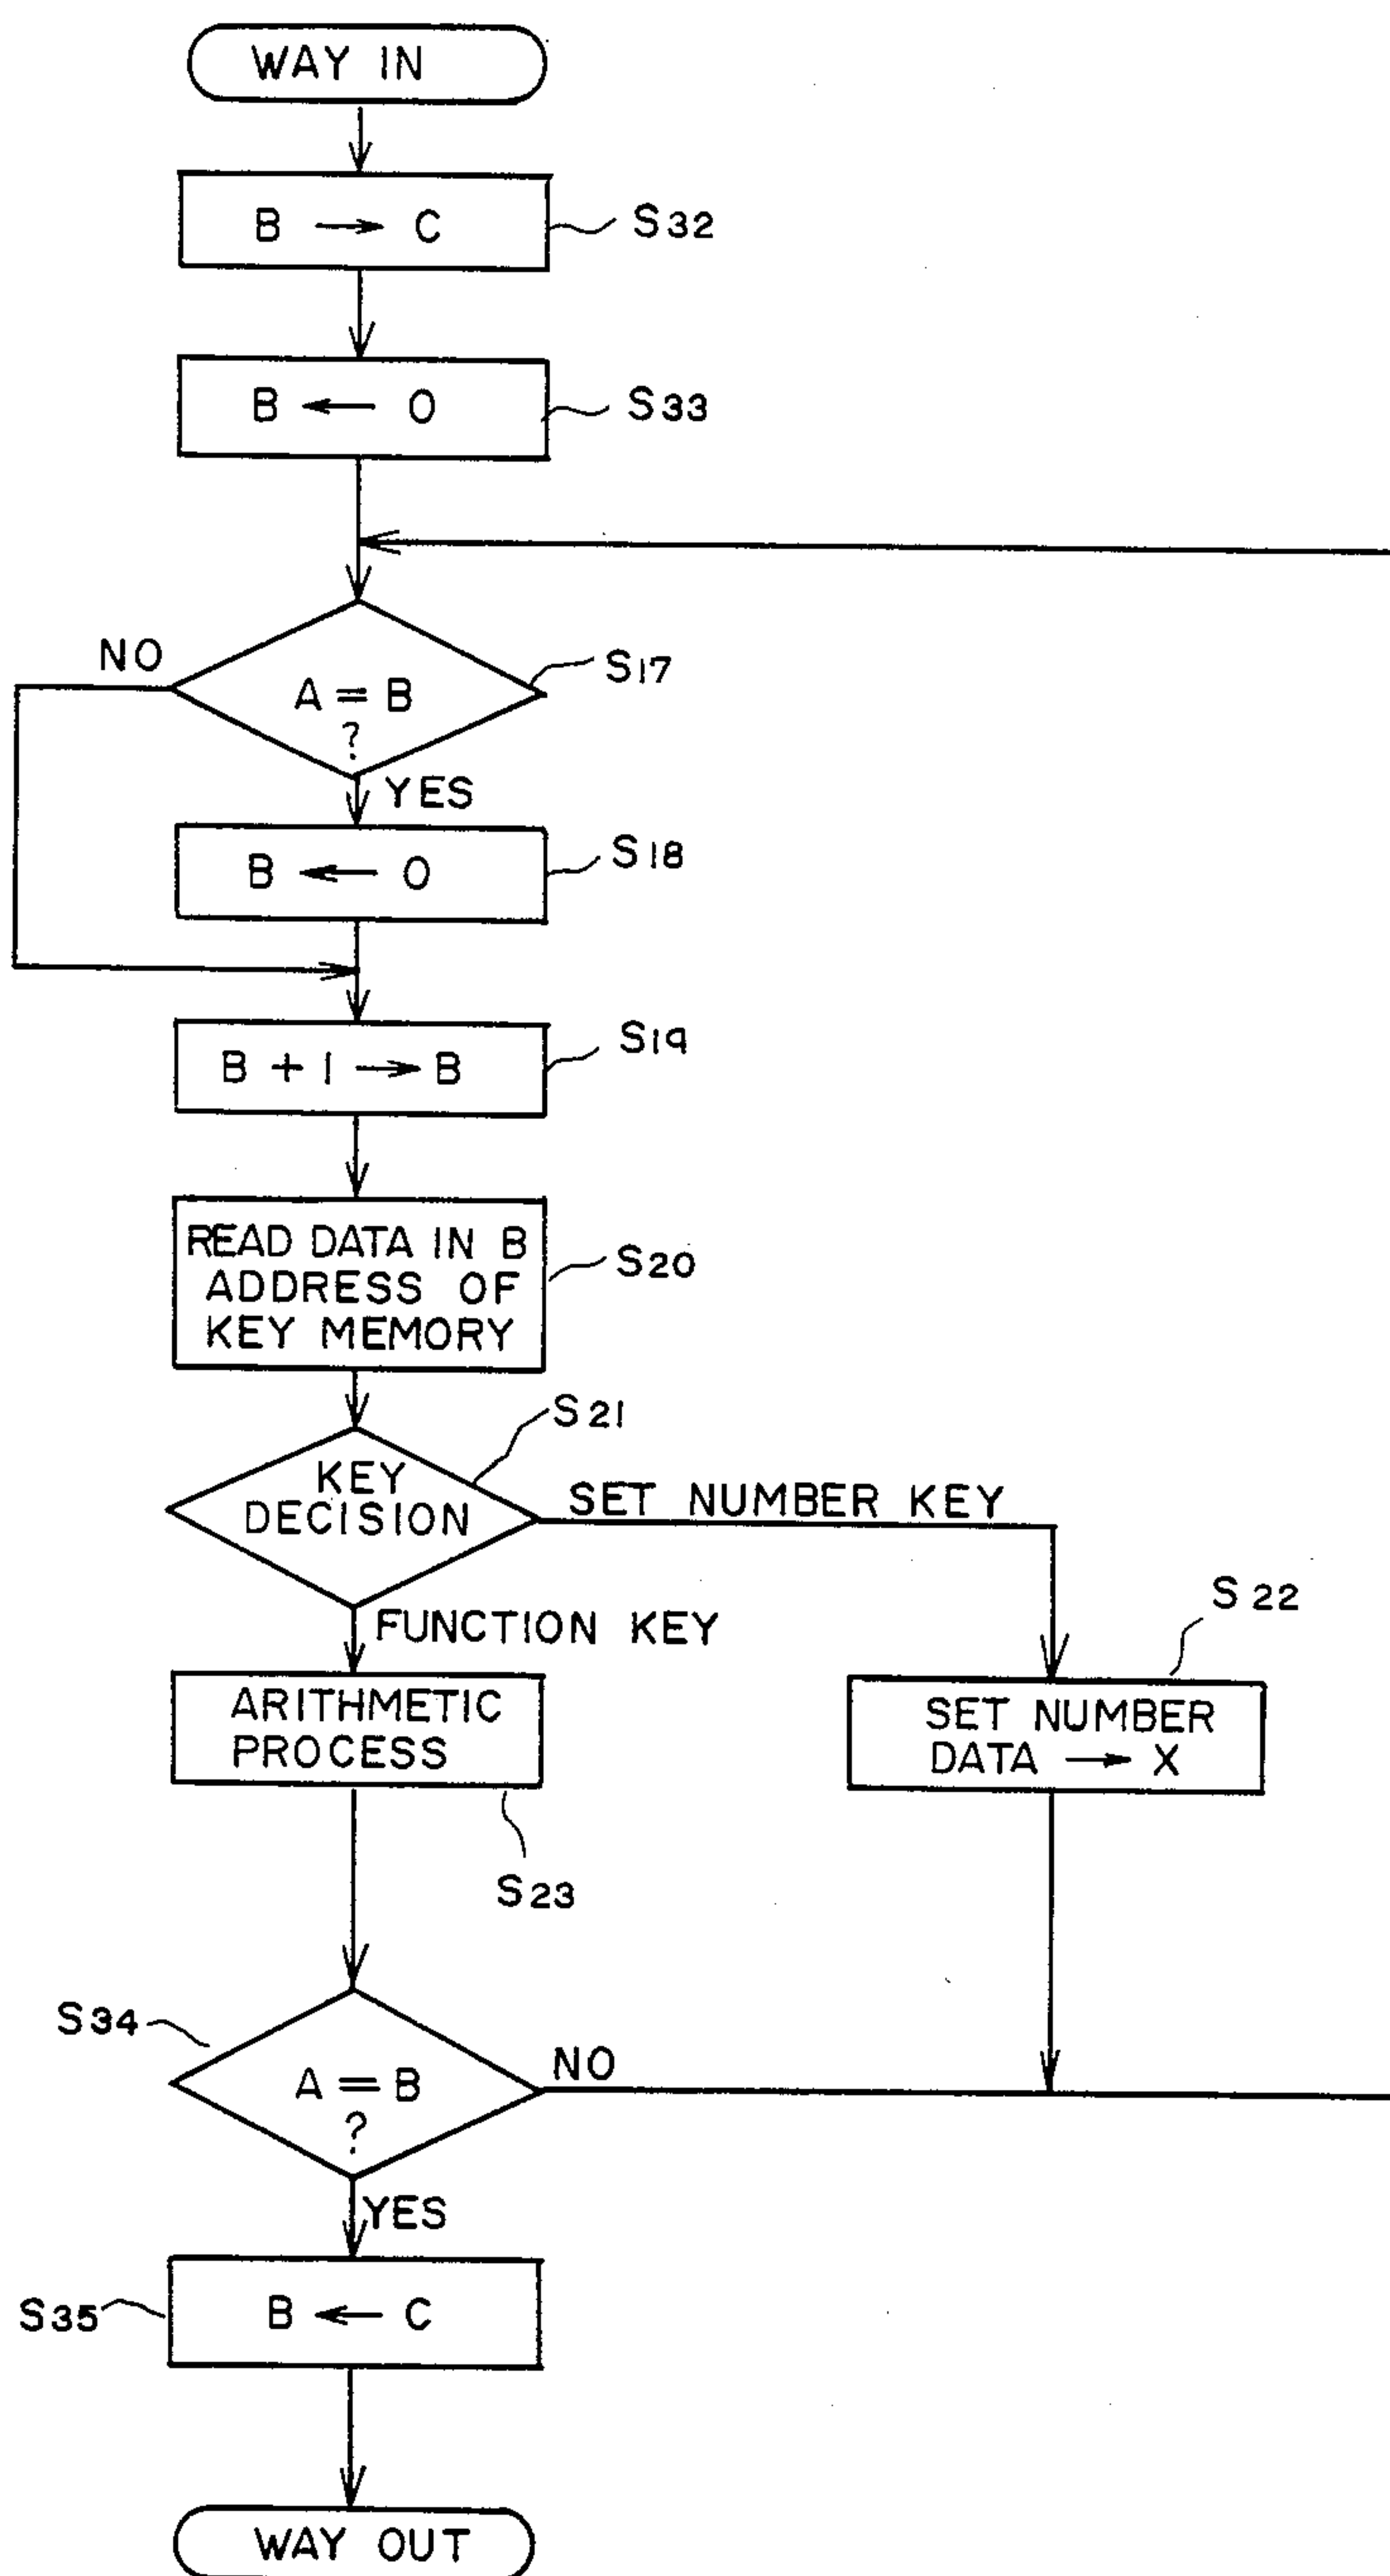 WAY IN
B → C
S32
B ← 0
S33
NO
A = B
?
S17
YES
B ← 0
S18
B + 1 → B
S19
READ DATA IN B
ADDRESS OF
KEY MEMORY
S20
S21
KEY
DECISION
SET NUMBER KEY
FUNCTION KEY
S22
ARITHMETIC
PROCESS
SET NUMBER
DATA → X
S23
S34
A = B
?
NO
YES
S35
B ← C
WAY OUT